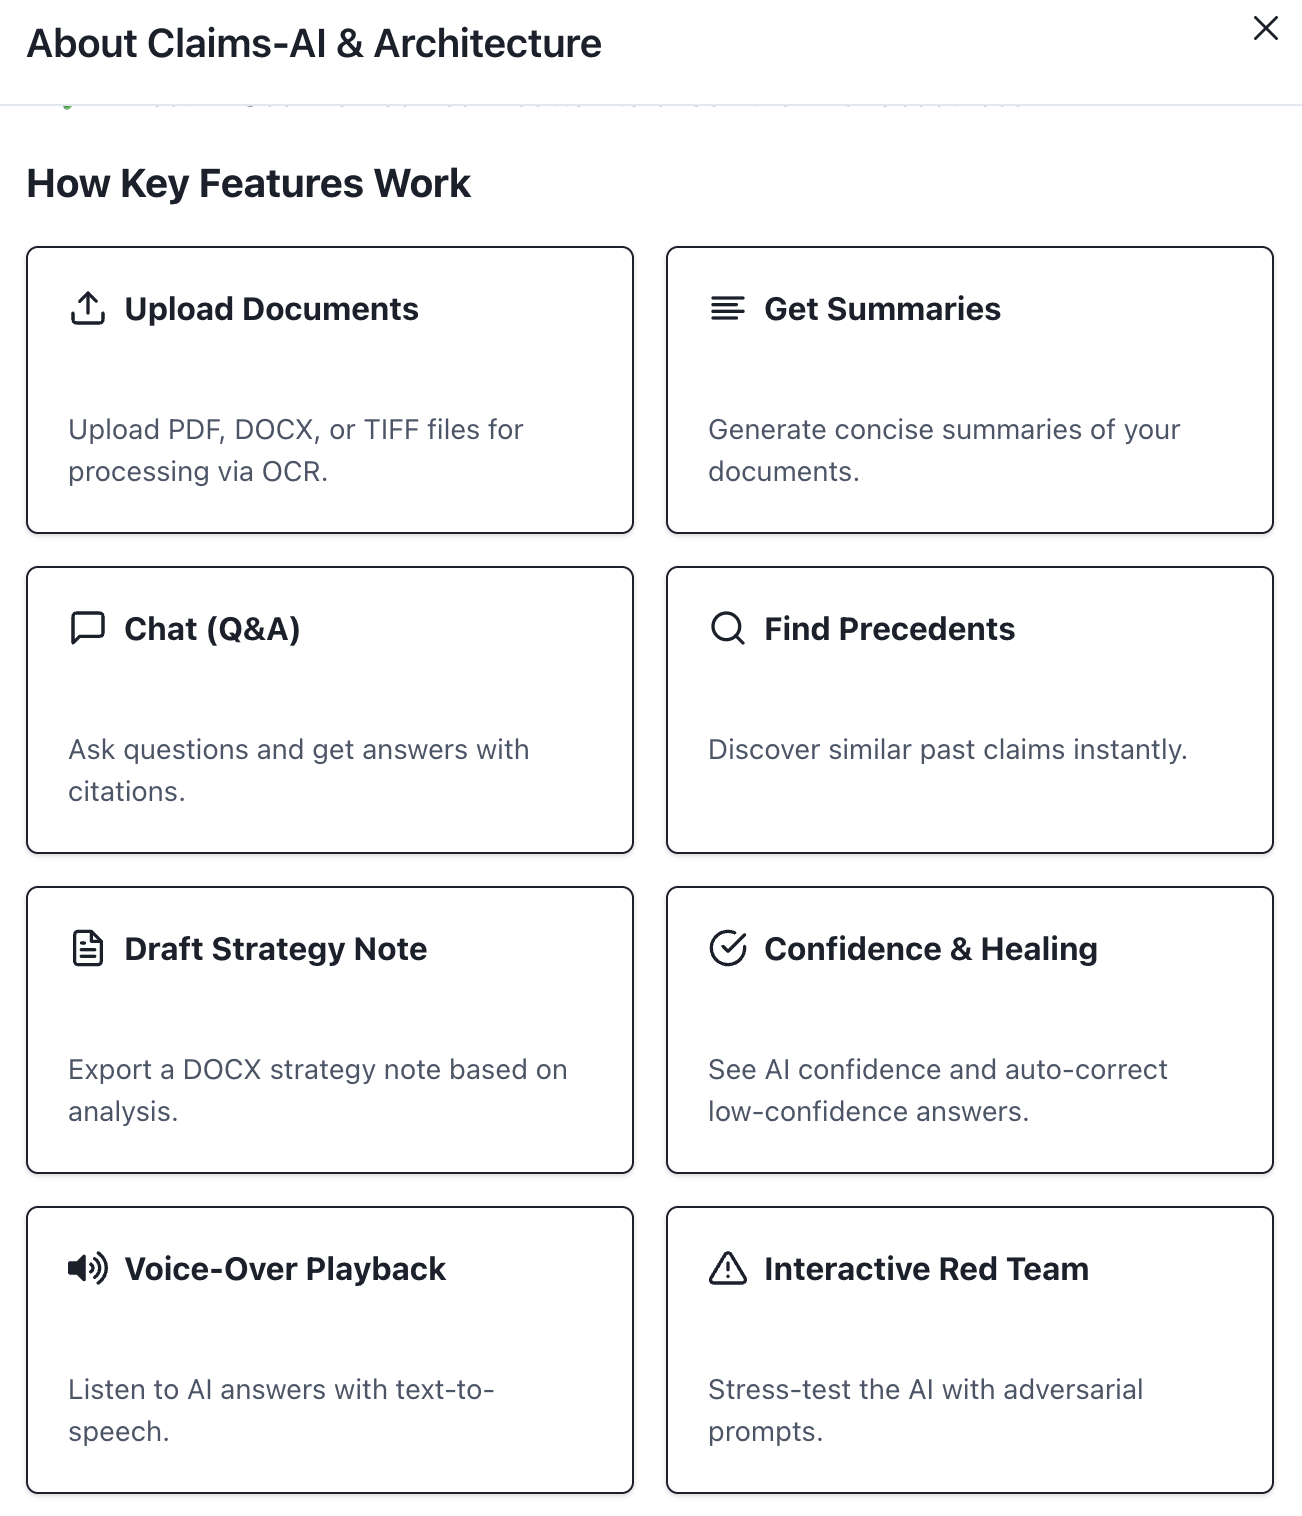 About Claims-AI & Architecture
How Key Features Work
Upload Documents
Upload PDF, DOCX, or TIFF files for
processing via OCR.
Get Summaries
Generate concise summaries of your
documents.
Chat (Q&A)
Ask questions and get answers with
citations.
Find Precedents
Discover similar past claims instantly.
Draft Strategy Note
Export a DOCX strategy note based on
analysis.
Confidence & Healing
See AI confidence and auto-correct
low-confidence answers.
Voice-Over Playback
Listen to AI answers with text-to-
speech.
Interactive Red Team
Stress-test the AI with adversarial
prompts.